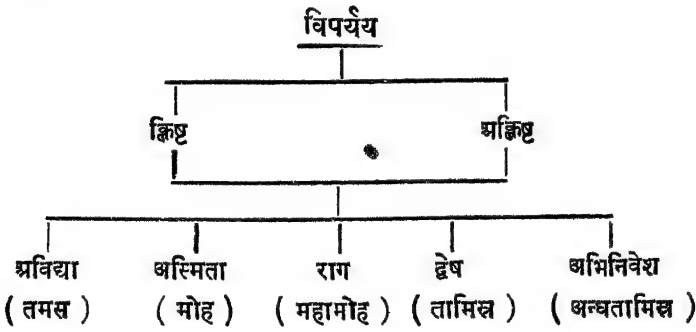 विपर्यय
क्लिष्ट अक्लिष्ट
अविद्या अस्मिता राग द्वेष अभिनिवेश
( तमस ) ( मोह ) ( महामोह ) ( तामिस्र ) ( अन्धतामिस्र )